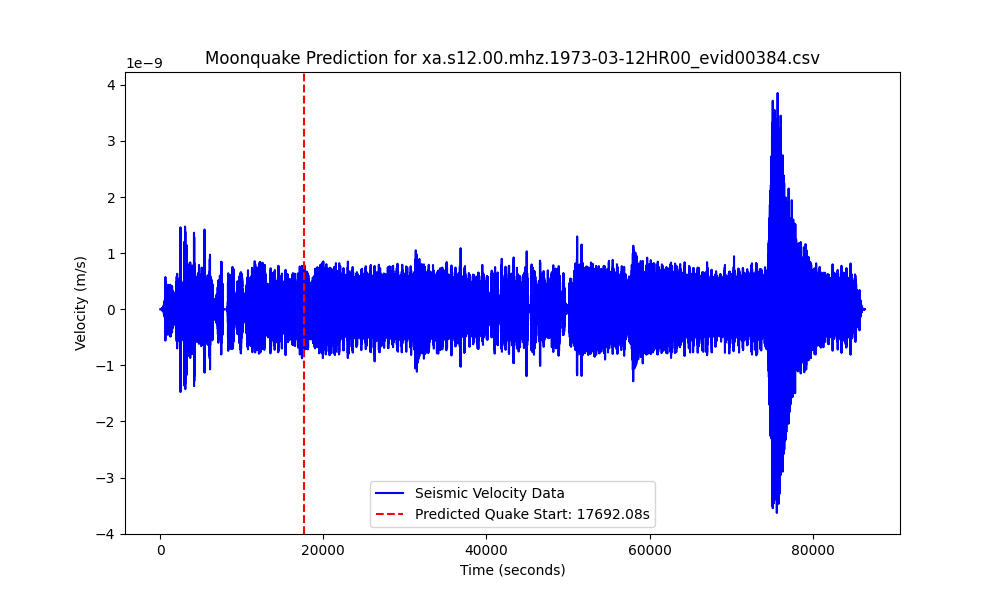 Moonquake Prediction for xa.s12.00.mhz.1973-03-12HR00_evid00384.csv
1e−9
4
3
2
1
0
−1
−2
−3
−4
Velocity (m/s)
Seismic Velocity Data
Predicted Quake Start: 17692.08s
0 20000 40000 60000 80000
Time (seconds)